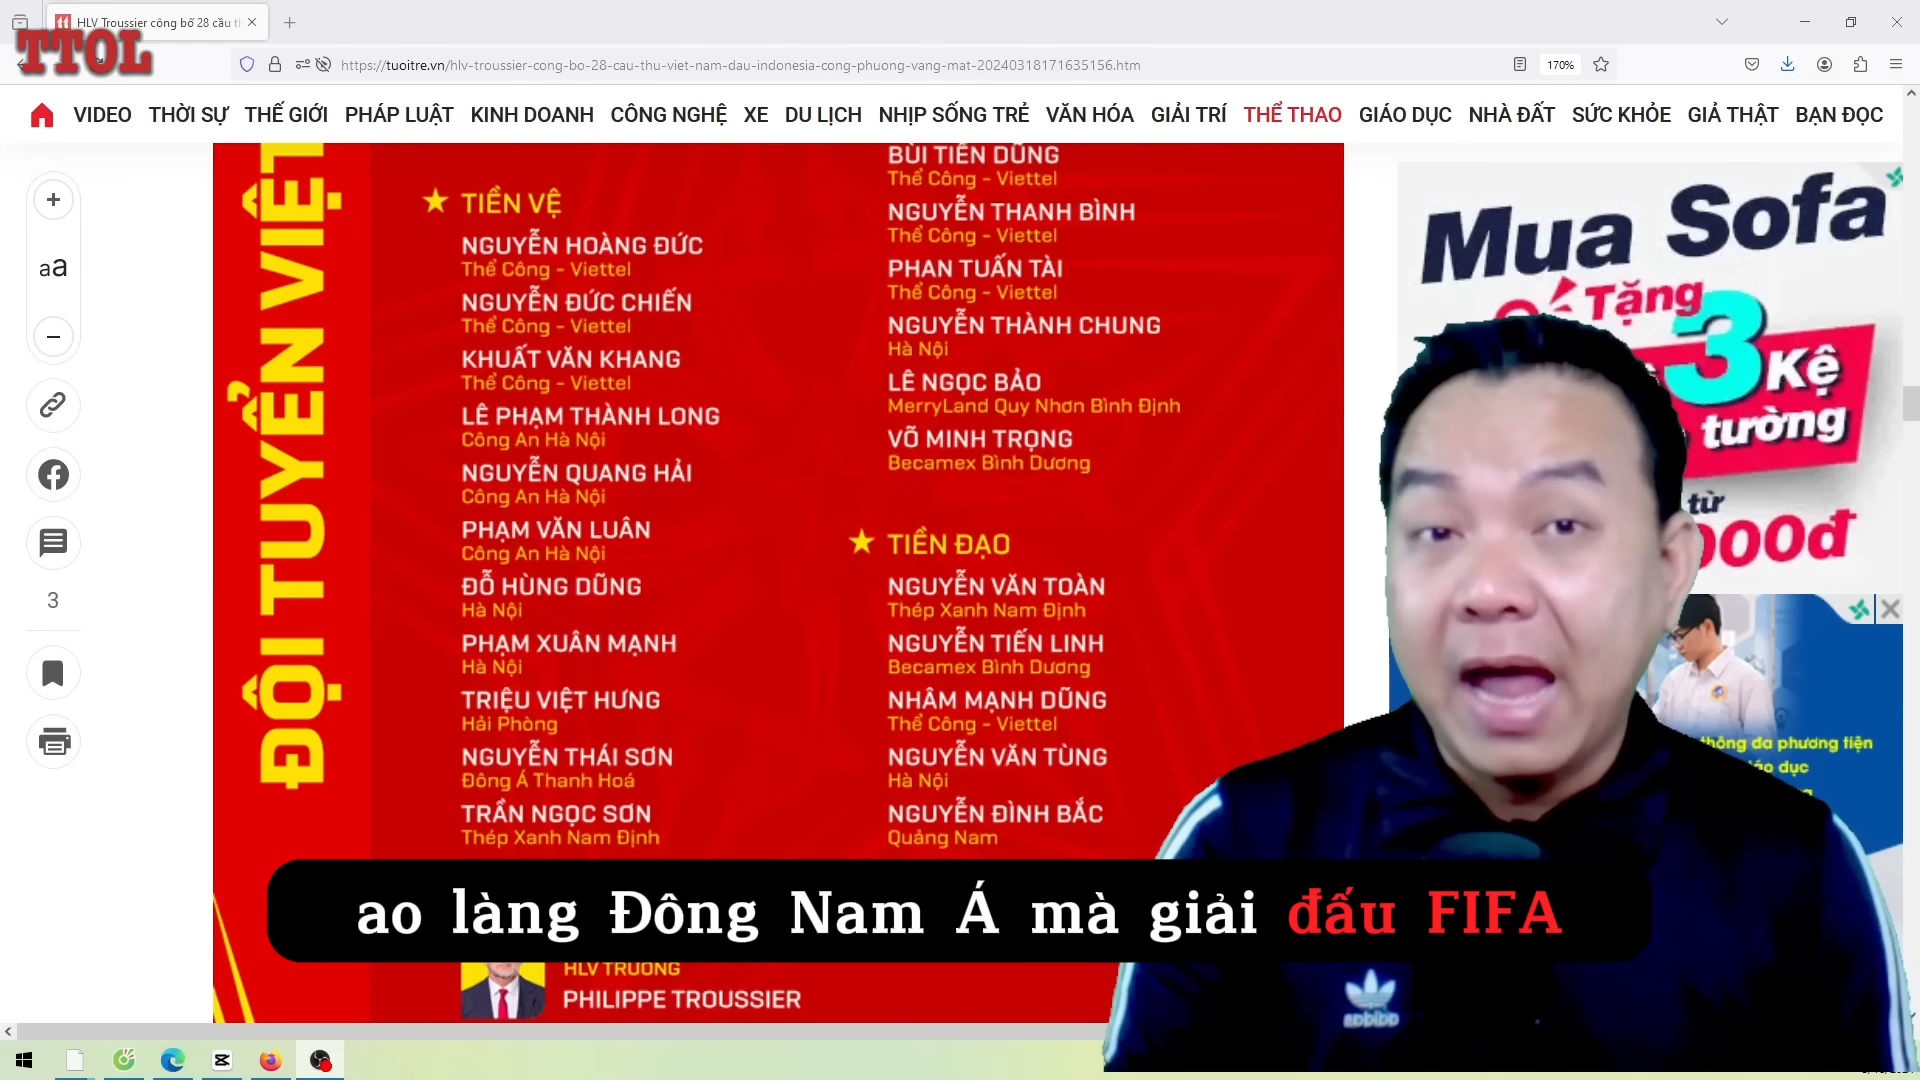 HLV Troussier công bố 28 cầu th
TTOL
https://tuoitre.vn/hlv-troussier-cong-bo-28-cau-thu-viet-nam-dau-indonesia-cong-phuong-vang-mat-20240318171635156.htm
170%
VIDEO THỜI SỰ THẾ GIỚI PHÁP LUẬT KINH DOANH CÔNG NGHỆ XE DU LỊCH NHỊP SỐNG TRẺ VĂN HÓA GIẢI TRÍ THỂ THAO GIÁO DỤC NHÀ ĐẤT SỨC KHỎE GIẢ THẬT BẠN ĐỌC
aA
3
ĐỘI TUYỂN VIỆT
TIỀN VỆ
NGUYỄN HOÀNG ĐỨC
Thể Công - Viettel
NGUYỄN ĐỨC CHIẾN
Thể Công - Viettel
KHUẤT VĂN KHANG
Thể Công - Viettel
LÊ PHẠM THÀNH LONG
Công An Hà Nội
NGUYỄN QUANG HẢI
Công An Hà Nội
PHẠM VĂN LUÂN
Công An Hà Nội
ĐỖ HÙNG DŨNG
Hà Nội
PHẠM XUÂN MẠNH
Hà Nội
TRIỆU VIỆT HƯNG
Hải Phòng
NGUYỄN THÁI SƠN
Đông Á Thanh Hoá
TRẦN NGỌC SƠN
Thép Xanh Nam Định
BÙI TIẾN DŨNG
Thể Công - Viettel
NGUYỄN THANH BÌNH
Thể Công - Viettel
PHAN TUẤN TÀI
Thể Công - Viettel
NGUYỄN THÀNH CHUNG
Hà Nội
LÊ NGỌC BẢO
MerryLand Quy Nhơn Bình Định
VÕ MINH TRỌNG
Becamex Bình Dương
TIỀN ĐẠO
NGUYỄN VĂN TOÀN
Thép Xanh Nam Định
NGUYỄN TIẾN LINH
Becamex Bình Dương
NHÂM MẠNH DŨNG
Thể Công - Viettel
NGUYỄN VĂN TÙNG
Hà Nội
NGUYỄN ĐÌNH BẮC
Quảng Nam
HLV TRƯỞNG
PHILIPPE TROUSSIER
Mua Sofa
Tặng
3 Kệ
tường
từ
000đ
thông đa phương tiện
áo dục
ao làng Đông Nam Á mà giải đấu FIFA
adidas